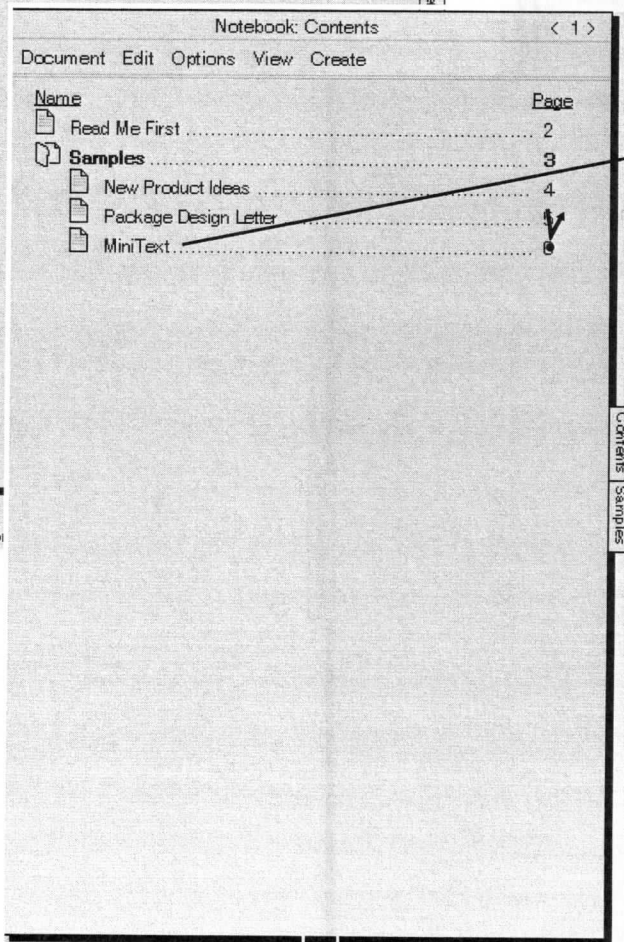 Notebook: Contents < 1 >
Document Edit Options View Create
Name Page
Read Me First 2
Samples 3
New Product Ideas 4
Package Design Letter 5
MiniText
Contents Samples